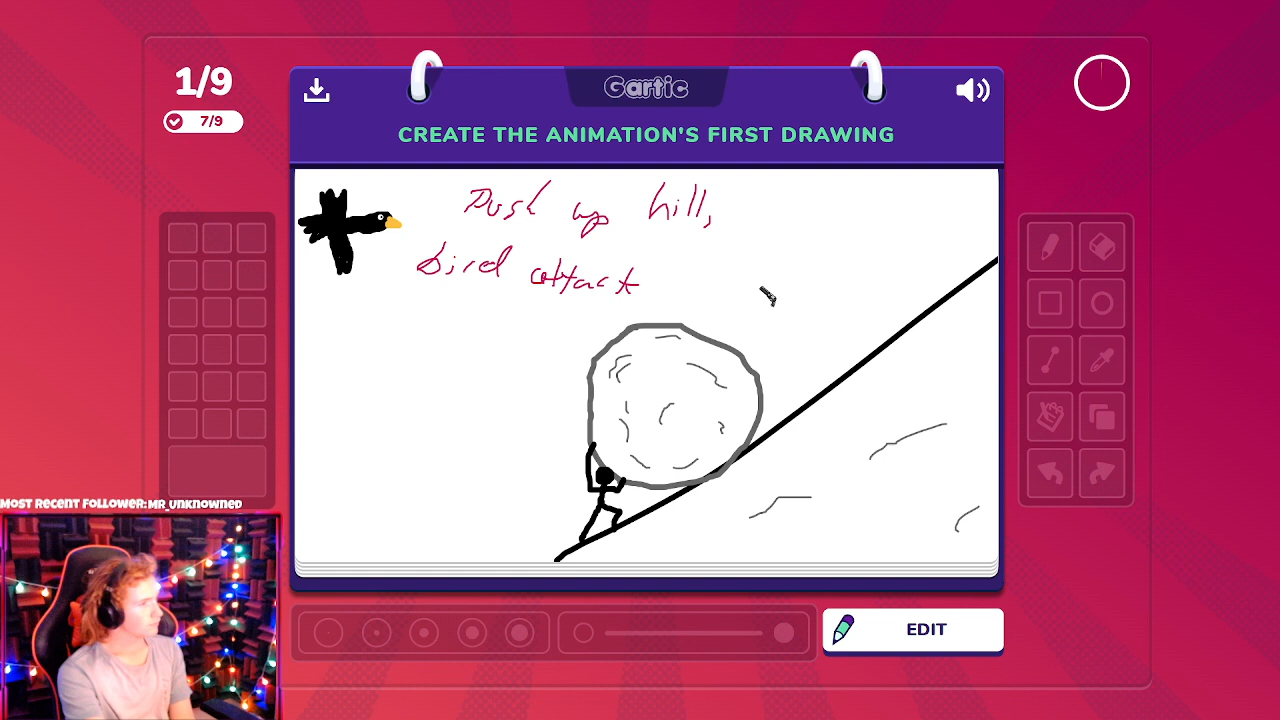 1/9
7/9
Gartic
CREATE THE ANIMATION'S FIRST DRAWING
Push up hill,
bird attack
MOST RECENT FOLLOWER: MR_UNKNOWNED
EDIT